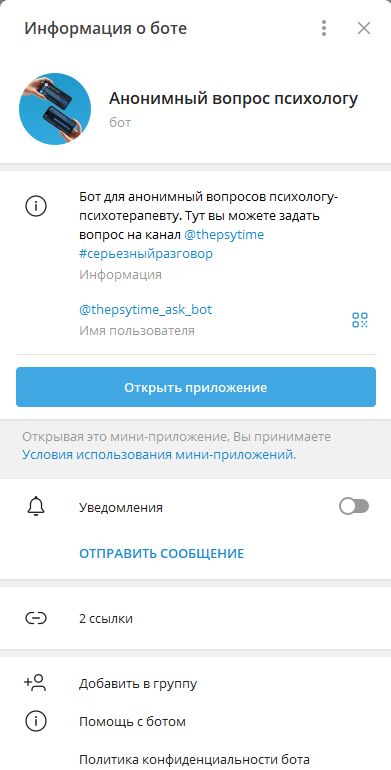 Информация о боте
Анонимный вопрос психологу
бот
Бот для анонимный вопросов психологу-
психотерапевту. Тут вы можете задать
вопрос на канал @thepsytime
#серьезныйразговор
Информация
@thepsytime_ask_bot
Имя пользователя
Открыть приложение
Открывая это мини-приложение, Вы принимаете
Условия использования мини-приложений.
Уведомления
ОТПРАВИТЬ СООБЩЕНИЕ
2 ссылки
Добавить в группу
Помощь с ботом
Политика конфиденциальности бота